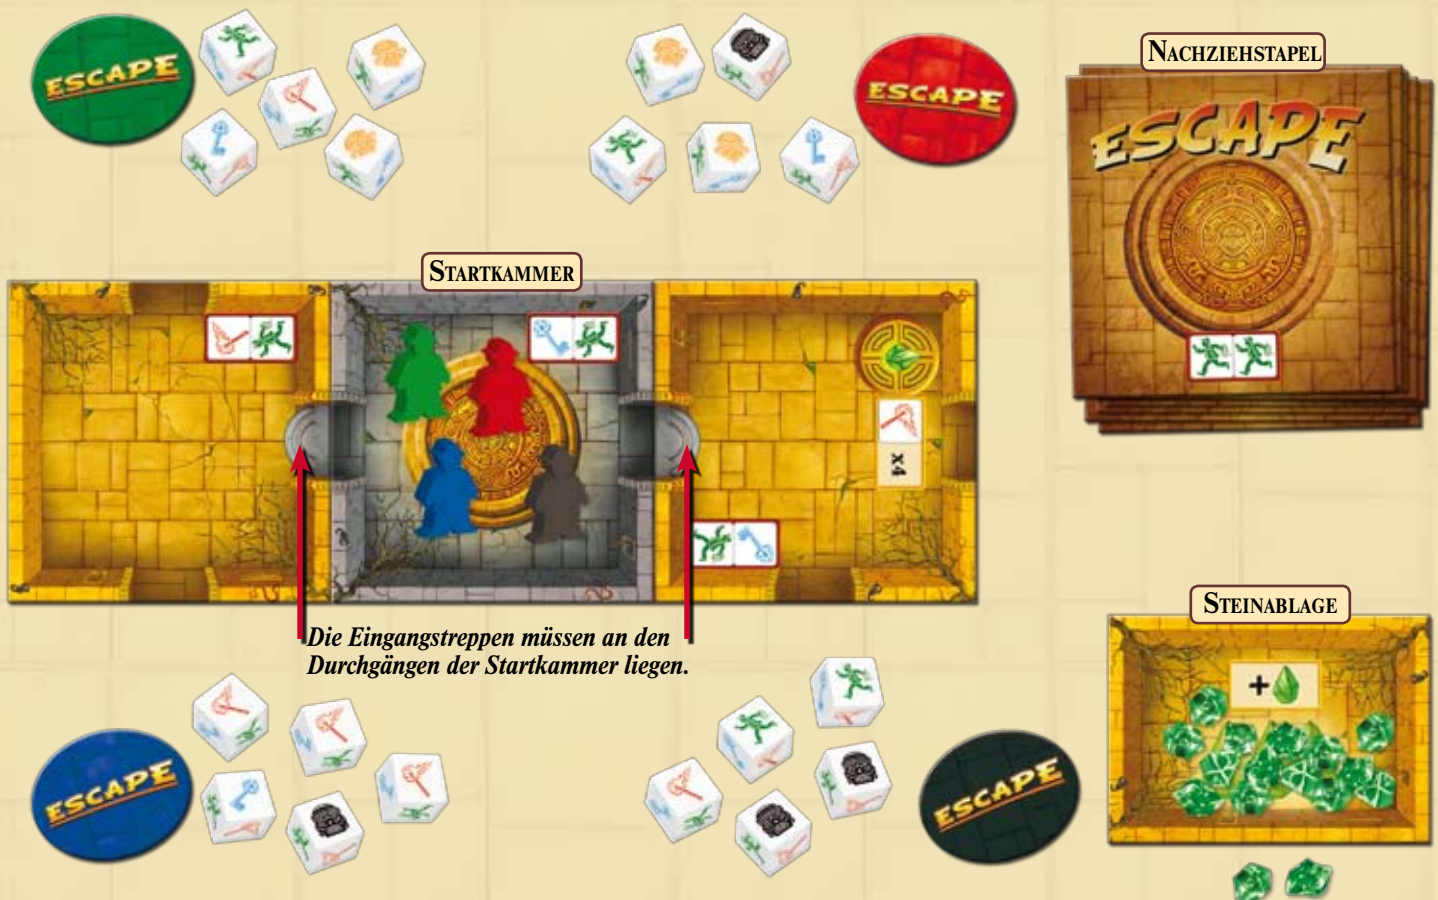 ESCAPE
ESCAPE
NACHZIEHSTAPEL
ESCAPE
STARTKAMMER
x4
Die Eingangstreppen müssen an den
Durchgängen der Startkammer liegen.
STEINABLAGE
+
ESCAPE
ESCAPE